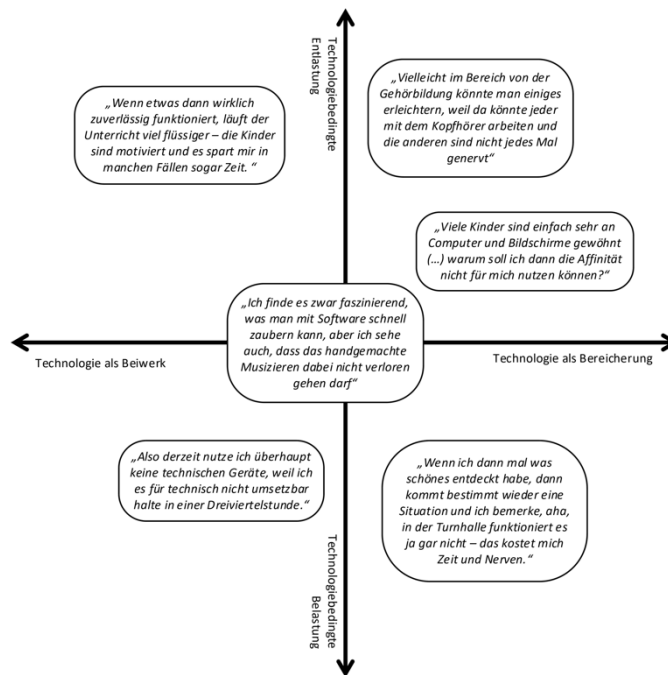 Technologiebedingte
Entlastung
„Wenn etwas dann wirklich
zuverlässig funktioniert, läuft der
Unterricht viel flüssiger – die Kinder
sind motiviert und es spart mir in
manchen Fällen sogar Zeit. “
„Vielleicht im Bereich von der
Gehörbildung könnte man einiges
erleichtern, weil da könnte jeder
mit dem Kopfhörer arbeiten und
die anderen sind nicht jedes Mal
genervt“
„Viele Kinder sind einfach sehr an
Computer und Bildschirme gewöhnt
(…) warum soll ich dann die Affinität
nicht für mich nutzen können?“
„Ich finde es zwar faszinierend,
was man mit Software schnell
zaubern kann, aber ich sehe
auch, dass das handgemachte
Musizieren dabei nicht verloren
gehen darf“
Technologie als Beiwerk
Technologie als Bereicherung
„Also derzeit nutze ich überhaupt
keine technischen Geräte, weil ich
es für technisch nicht umsetzbar
halte in einer Dreiviertelstunde.“
„Wenn ich dann mal was
schönes entdeckt habe, dann
kommt bestimmt wieder eine
Situation und ich bemerke, aha,
in der Turnhalle funktioniert es
ja gar nicht – das kostet mich
Zeit und Nerven.“
Technologiebedingte
Belastung